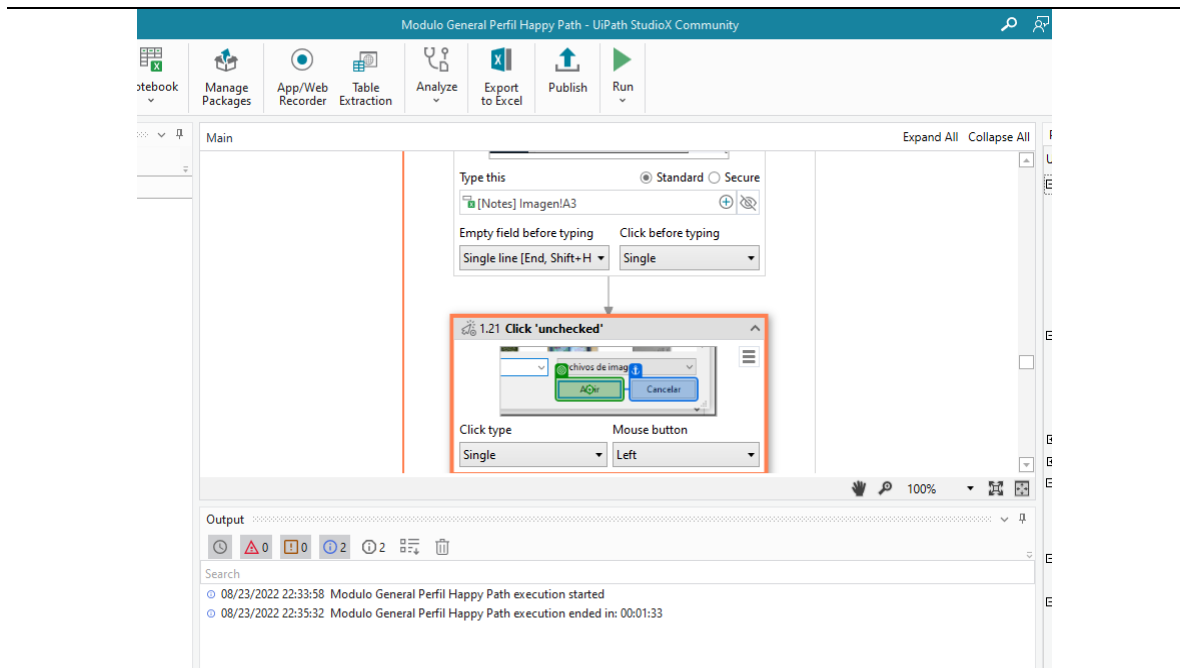 Modulo General Perfil Happy Path - UiPath StudioX Community
otebook
Manage Packages
App/Web Recorder
Table Extraction
Analyze
Export to Excel
Publish
Run
Main
Expand All Collapse All
Type this
Standard Secure
[Notes] Imagen!A3
Empty field before typing Click before typing
Single line [End, Shift+H Single
1.21 Click 'unchecked'
chivos de imag
Cancelar
Click type Mouse button
Single Left
100%
Output
0 0 2 2
Search
08/23/2022 22:33:58 Modulo General Perfil Happy Path execution started
08/23/2022 22:35:32 Modulo General Perfil Happy Path execution ended in: 00:01:33